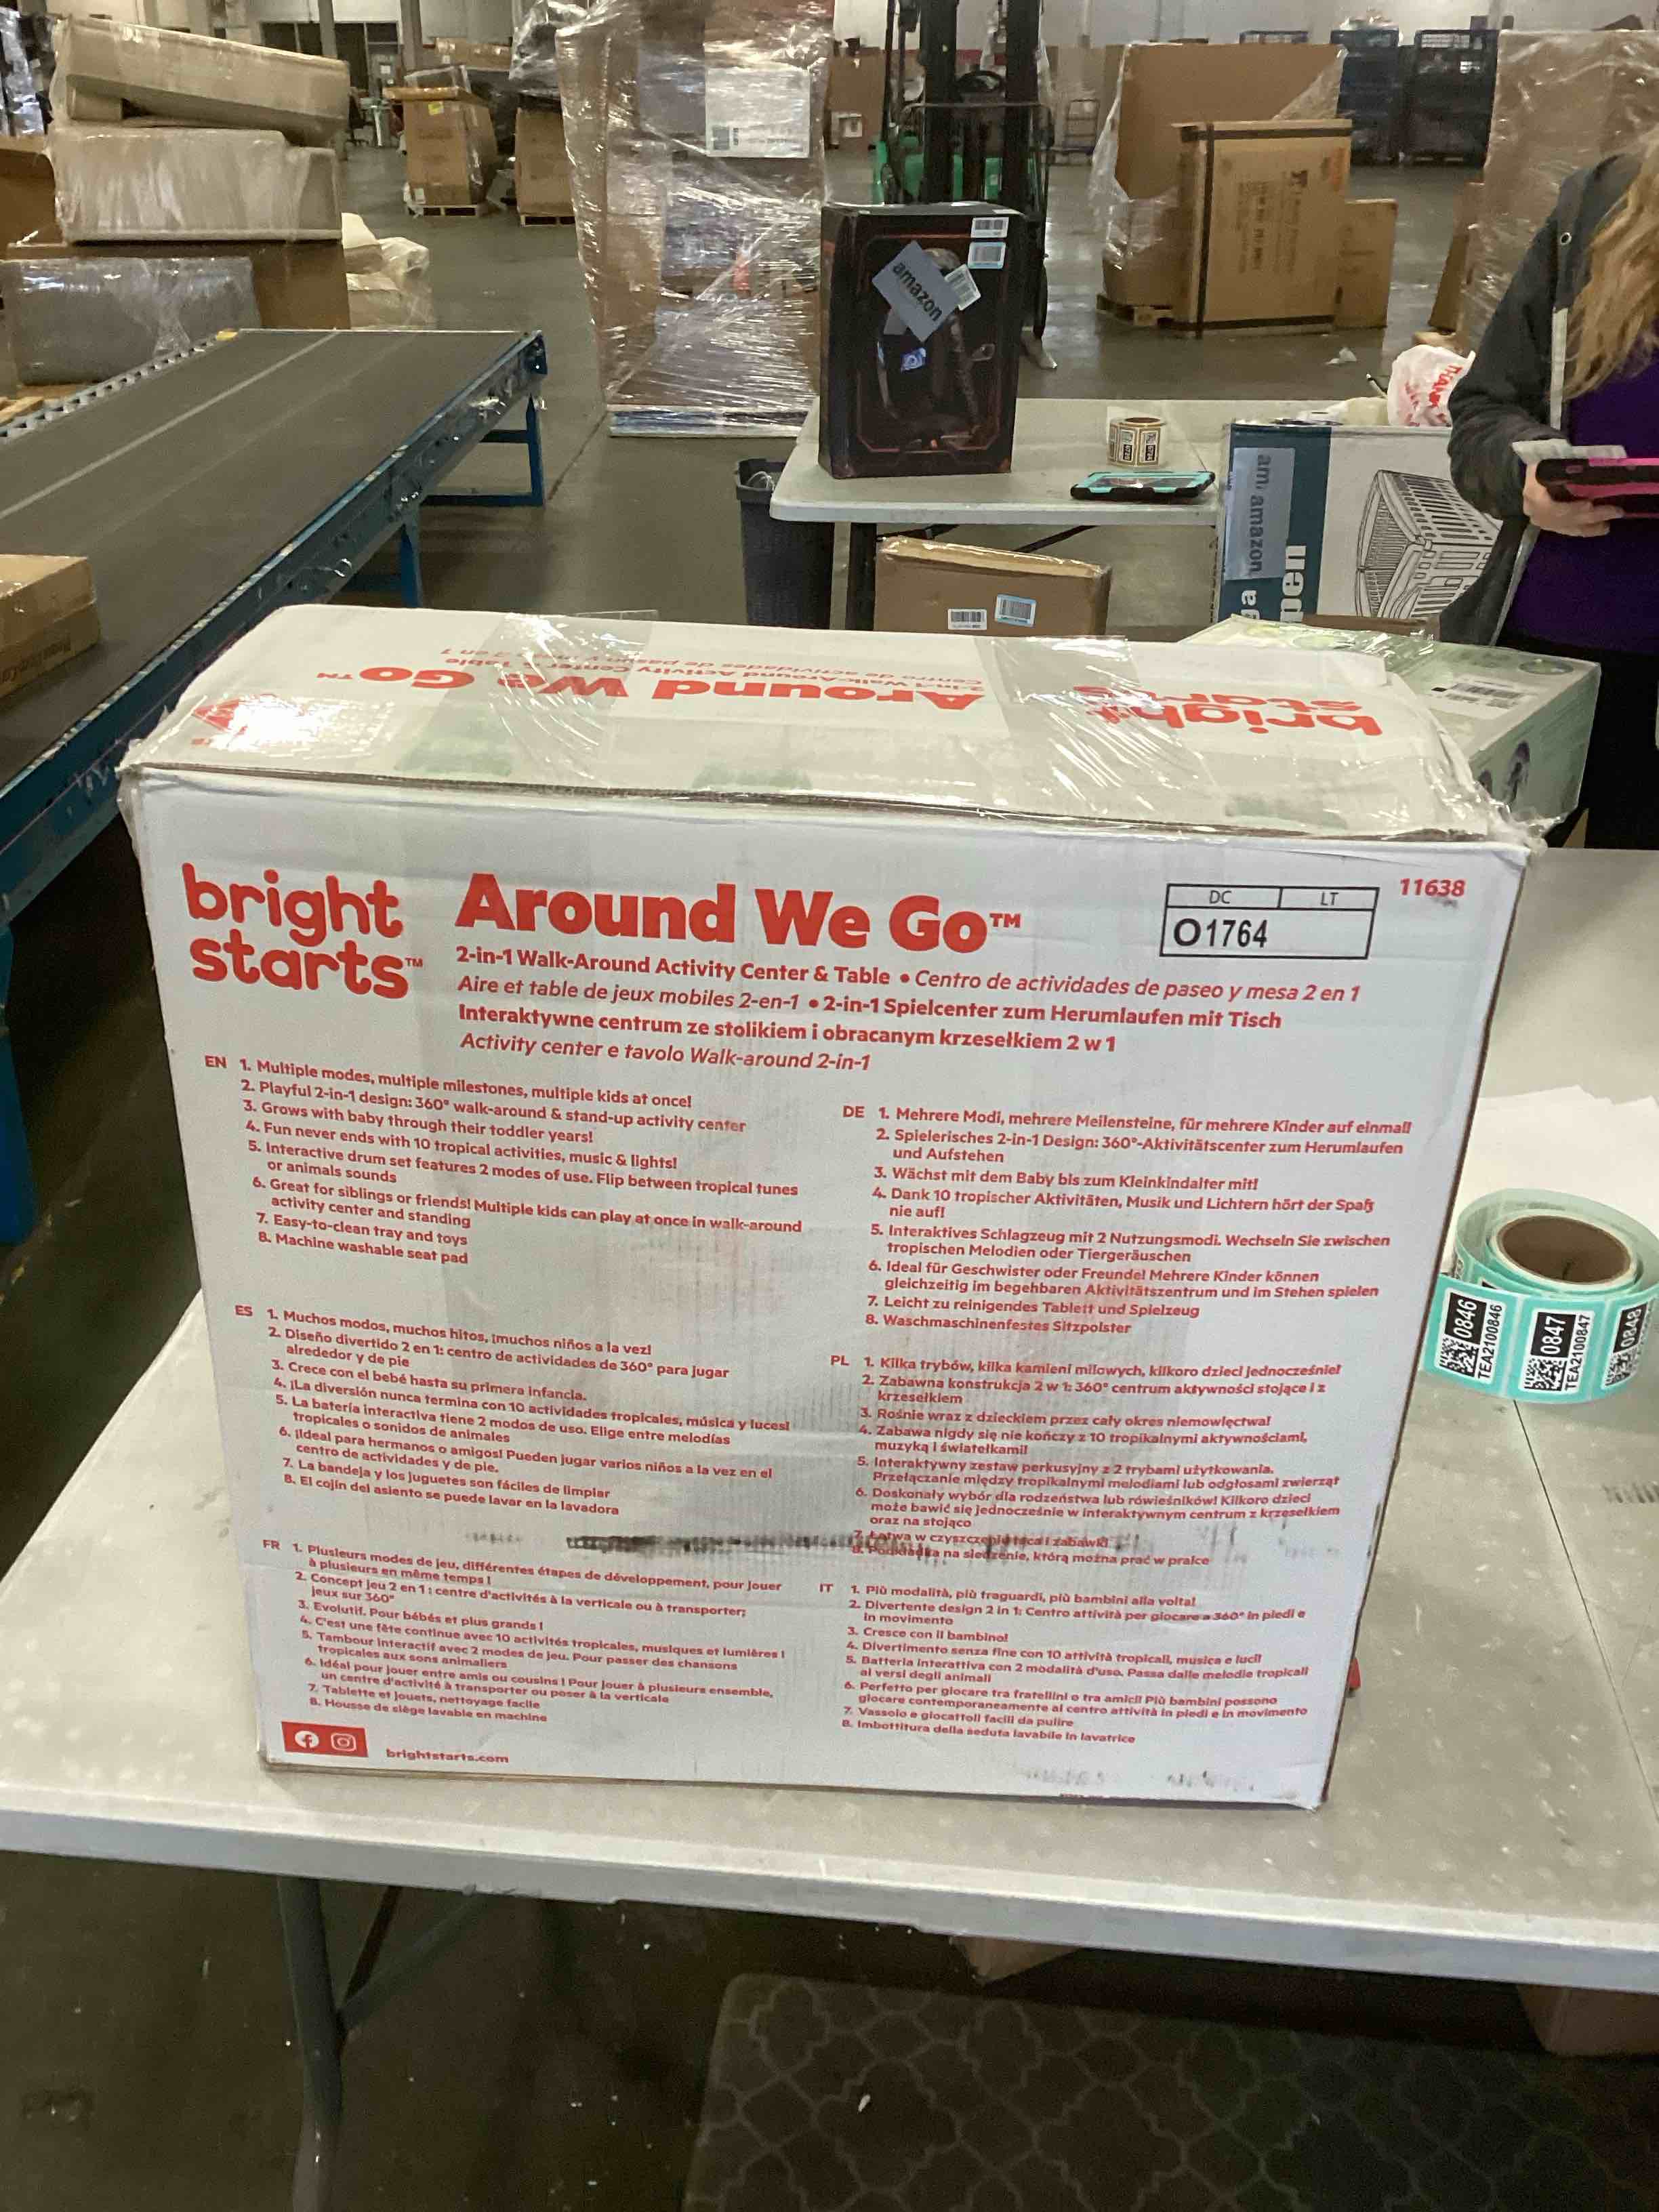 amazon
am
amazon
pen
THANK
Around We Go™
bright
starts
bright
starts™
Around We Go™
2-in-1 Walk-Around Activity Center & Table • Centro de actividades de paseo y mesa 2 en 1
Aire et table de jeux mobiles 2-en-1 • 2-in-1 Spielcenter zum Herumlaufen mit Tisch
Interaktywne centrum ze stolikiem i obracanym krzesełkiem 2 w 1
Activity center e tavolo Walk-around 2-in-1
DC
LT
O1764
11638
EN 1. Multiple modes, multiple milestones, multiple kids at once!
2. Playful 2-in-1 design: 360° walk-around & stand-up activity center
3. Grows with baby through their toddler years!
4. Fun never ends with 10 tropical activities, music & lights!
5. Interactive drum set features 2 modes of use. Flip between tropical tunes
or animals sounds
6. Great for siblings or friends! Multiple kids can play at once in walk-around
activity center and standing
7. Easy-to-clean tray and toys
8. Machine washable seat pad
ES 1. Muchos modos, muchos hitos, ¡muchos niños a la vez!
2. Diseño divertido 2 en 1: centro de actividades de 360° para jugar
alrededor y de pie
3. Crece con el bebé hasta su primera infancia.
4. ¡La diversión nunca termina con 10 actividades tropicales, música y luces!
5. La batería interactiva tiene 2 modos de uso. Elige entre melodías
tropicales o sonidos de animales
6. ¡Ideal para hermanos o amigos! Pueden jugar varios niños a la vez en el
centro de actividades y de pie.
7. La bandeja y los juguetes son fáciles de limpiar
8. El cojín del asiento se puede lavar en la lavadora
FR 1. Plusieurs modes de jeu, différentes étapes de développement, pour jouer
à plusieurs en même temps !
2. Concept jeu 2 en 1 : centre d'activités à la verticale ou à transporter;
jeux sur 360°
3. Evolutif. Pour bébés et plus grands !
4. C'est une fête continue avec 10 activités tropicales, musiques et lumières !
5. Tambour interactif avec 2 modes de jeu. Pour passer des chansons
tropicales aux sons animaliers
6. Idéal pour jouer entre amis ou cousins ! Pour jouer à plusieurs ensemble,
un centre d'activité à transporter ou poser à la verticale
7. Tablette et jouets, nettoyage facile
8. Housse de siège lavable en machine
brightstarts.com
DE 1. Mehrere Modi, mehrere Meilensteine, für mehrere Kinder auf einmal!
2. Spielerisches 2-in-1 Design: 360°-Aktivitätscenter zum Herumlaufen
und Aufstehen
3. Wächst mit dem Baby bis zum Kleinkindalter mit!
4. Dank 10 tropischer Aktivitäten, Musik und Lichtern hört der Spaß
nie auf!
5. Interaktives Schlagzeug mit 2 Nutzungsmodi. Wechseln Sie zwischen
tropischen Melodien oder Tiergeräuschen
6. Ideal für Geschwister oder Freunde! Mehrere Kinder können
gleichzeitig im begehbaren Aktivitätszentrum und im Stehen spielen
7. Leicht zu reinigendes Tablett und Spielzeug
8. Waschmaschinenfestes Sitzpolster
PL 1. Kilka trybów, kilka kamieni milowych, kilkoro dzieci jednocześnie!
2. Zabawna konstrukcja 2 w 1: 360° centrum aktywności stojące i z
krzesełkiem
3. Rośnie wraz z dzieckiem przez cały okres niemowlęctwa!
4. Zabawa nigdy się nie kończy z 10 tropikalnymi aktywnościami,
muzyką i światełkami!
5. Interaktywny zestaw perkusyjny z 2 trybami użytkowania.
Przełączanie między tropikalnymi melodiami lub odgłosami zwierząt
6. Doskonały wybór dla rodzeństwa lub rówieśników! Kilkoro dzieci
może bawić się jednocześnie w interaktywnym centrum z krzesełkiem
oraz na stojąco
7. Łatwa w czyszczeniu taca i zabawki
8. Podkładka na siedzenie, którą można prać w pralce
IT 1. Più modalità, più traguardi, più bambini alla volta!
2. Divertente design 2 in 1: Centro attività per giocare a 360° in piedi e
in movimento
3. Cresce con il bambino!
4. Divertimento senza fine con 10 attività tropicali, musica e luci!
5. Batteria interattiva con 2 modalità d'uso. Passa dalle melodie tropicali
ai versi degli animali
6. Perfetto per giocare tra fratellini o tra amici! Più bambini possono
giocare contemporaneamente al centro attività in piedi e in movimento
7. Vassoio e giocattoli facili da pulire
8. Imbottitura della seduta lavabile in lavatrice
0846
TEA2100846
0847
TEA2100847
0848